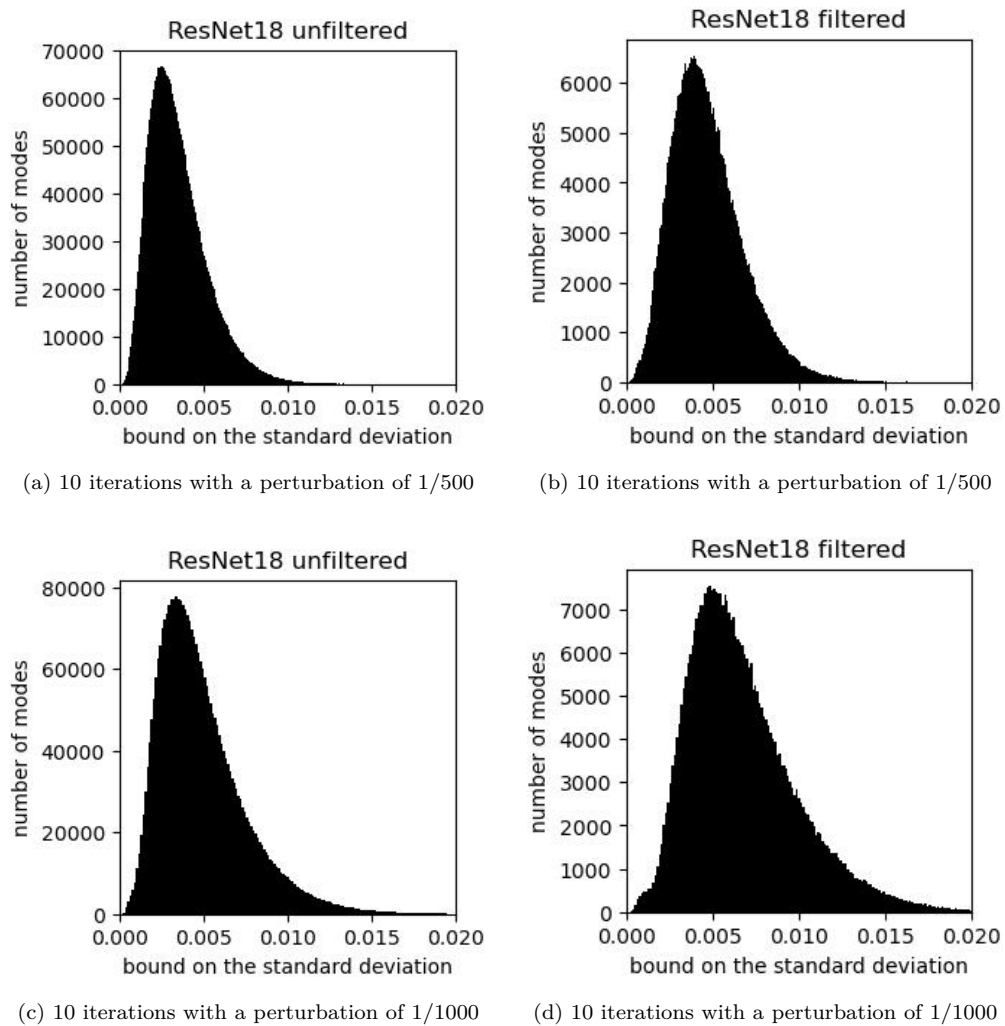 ResNet18 unfiltered
70000
60000
50000
40000
30000
20000
10000
0
number of modes
0.000 0.005 0.010 0.015 0.020
bound on the standard deviation
(a) 10 iterations with a perturbation of 1/500
ResNet18 filtered
6000
5000
4000
3000
2000
1000
0
number of modes
0.000 0.005 0.010 0.015 0.020
bound on the standard deviation
(b) 10 iterations with a perturbation of 1/500
ResNet18 unfiltered
80000
60000
40000
20000
0
number of modes
0.000 0.005 0.010 0.015 0.020
bound on the standard deviation
(c) 10 iterations with a perturbation of 1/1000
ResNet18 filtered
7000
6000
5000
4000
3000
2000
1000
0
number of modes
0.000 0.005 0.010 0.015 0.020
bound on the standard deviation
(d) 10 iterations with a perturbation of 1/1000